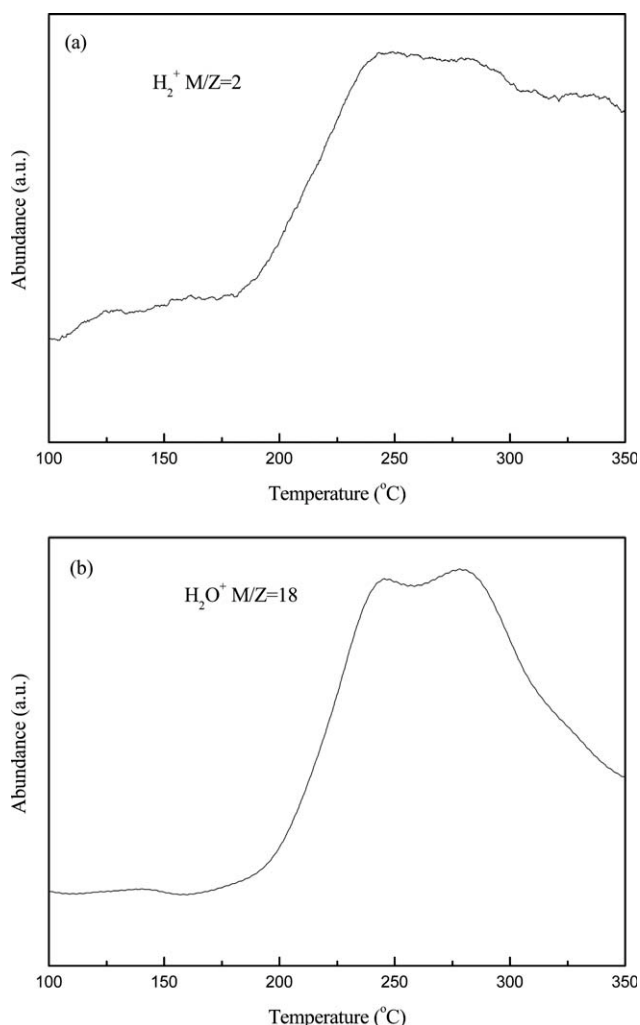 (a)
H₂⁺ M/Z=2
Abundance (a.u.)
100 150 200 250 300 350
Temperature (°C)
(b)
H₂O⁺ M/Z=18
Abundance (a.u.)
100 150 200 250 300 350
Temperature (°C)